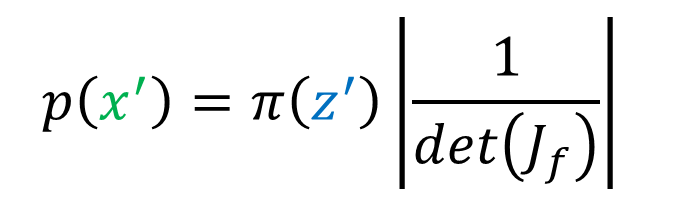 p(x′) = π(z′) |1 / det(J_f)|